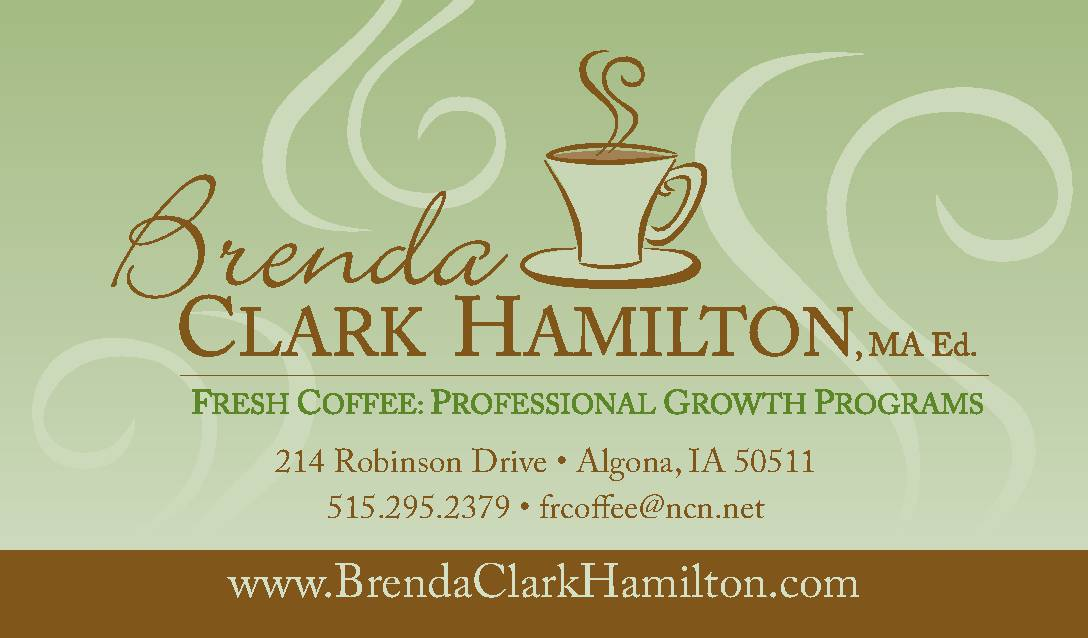 Brenda
CLARK HAMILTON, MA Ed.
FRESH COFFEE: PROFESSIONAL GROWTH PROGRAMS
214 Robinson Drive • Algona, IA 50511
515.295.2379 • frcoffee@ncn.net
www.BrendaClarkHamilton.com